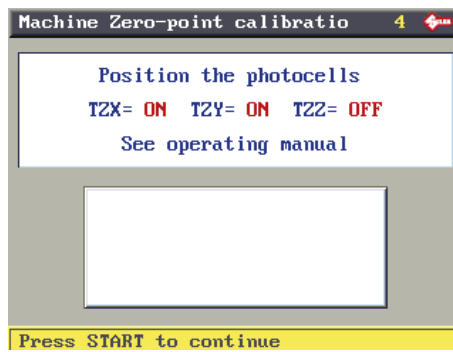 Machine Zero-point calibratio 4
Position the photocells
TZX= ON TZY= ON TZZ= OFF
See operating manual
Press START to continue